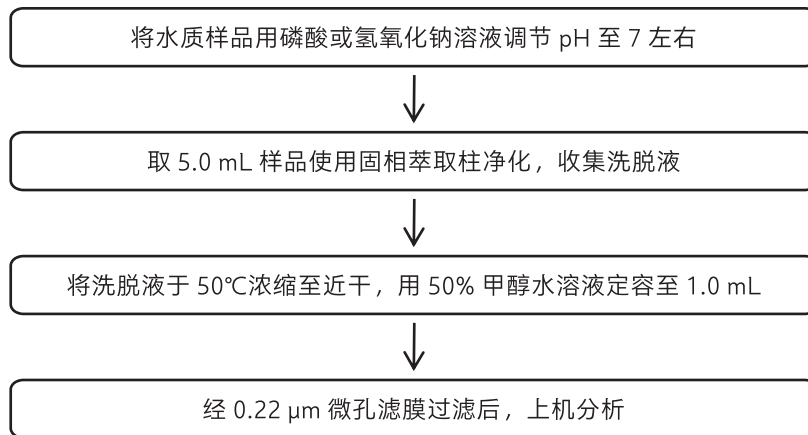 将水质样品用磷酸或氢氧化钠溶液调节 pH 至 7 左右
取 5.0 mL 样品使用固相萃取柱净化，收集洗脱液
将洗脱液于 50℃浓缩至近干，用 50% 甲醇水溶液定容至 1.0 mL
经 0.22 μm 微孔滤膜过滤后，上机分析